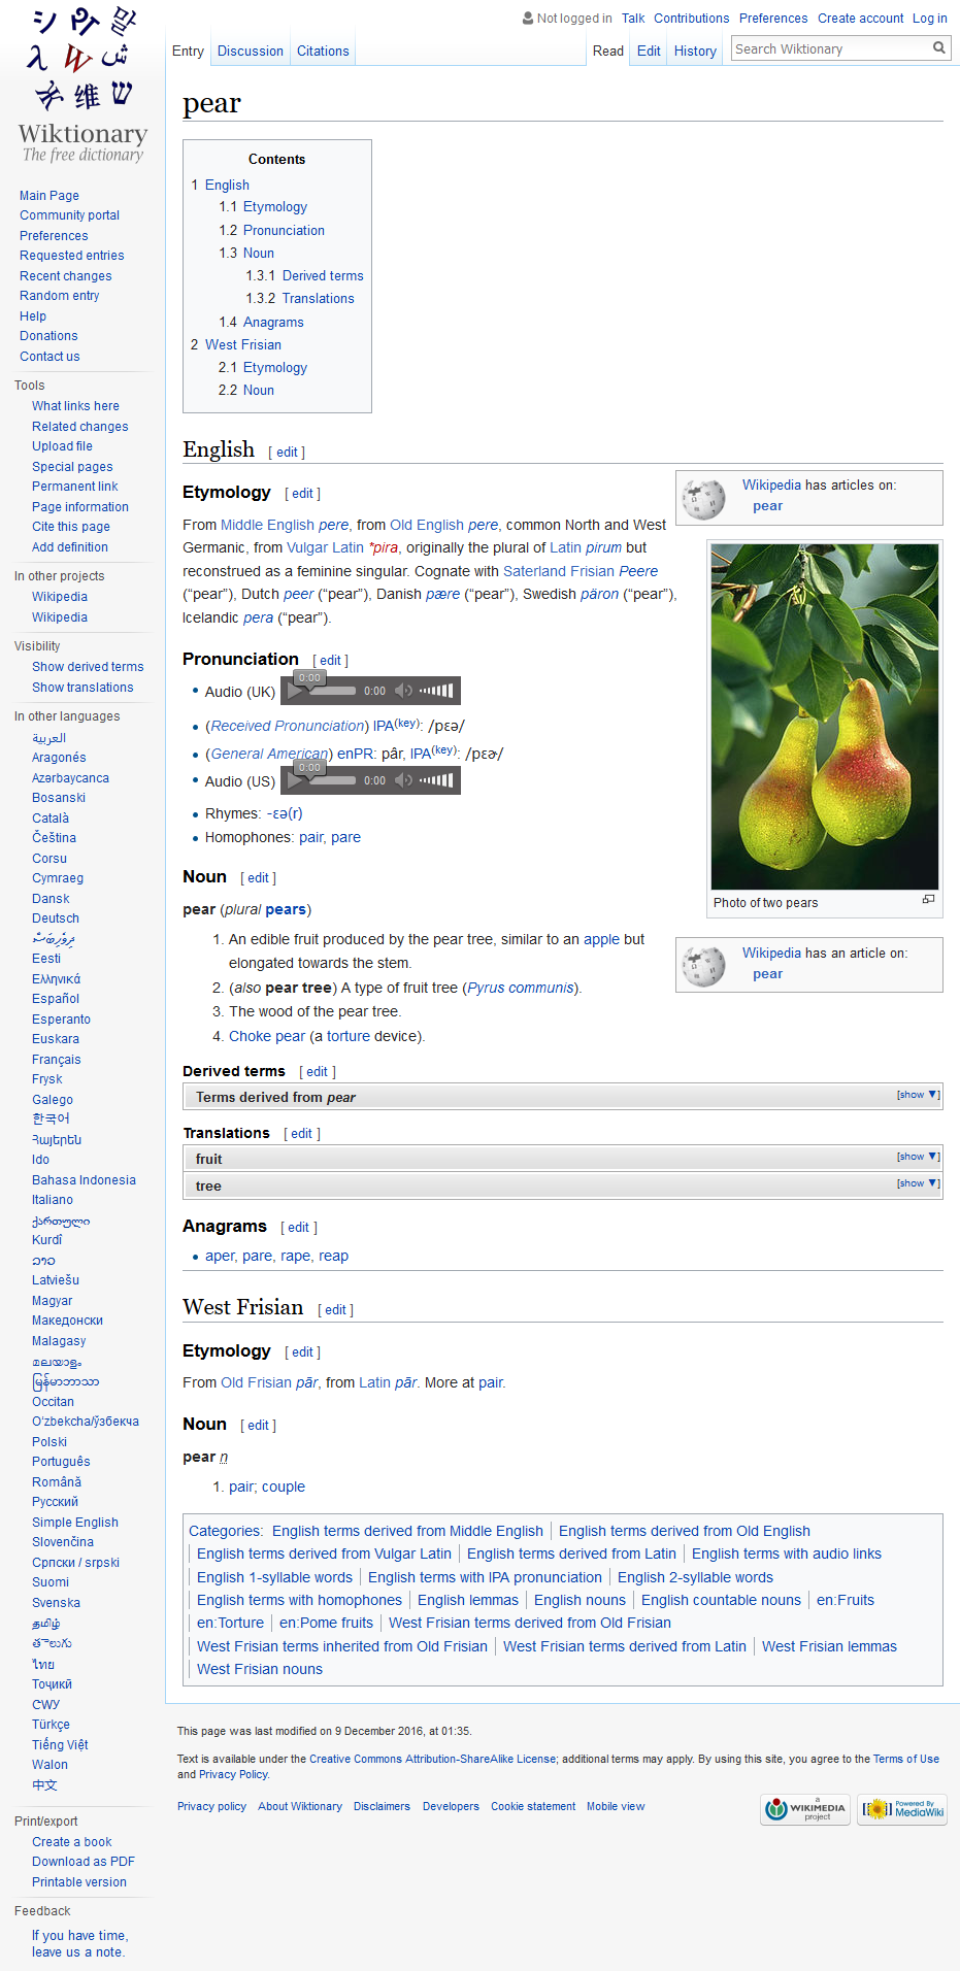 Not logged in Talk Contributions Preferences Create account Log in
Entry Discussion Citations Read Edit History Search Wiktionary
シ 말
λ W ش
维 ש
Wiktionary
The free dictionary
Main Page
Community portal
Preferences
Requested entries
Recent changes
Random entry
Help
Donations
Contact us
Tools
What links here
Related changes
Upload file
Special pages
Permanent link
Page information
Cite this page
Add definition
In other projects
Wikipedia
Wikipedia
Visibility
Show derived terms
Show translations
In other languages
العربية
Aragonés
Azərbaycanca
Bosanski
Català
Čeština
Corsu
Cymraeg
Dansk
Deutsch
ދިވެހިބަސް
Eesti
Ελληνικά
Español
Esperanto
Euskara
Français
Frysk
Galego
한국어
Հայերեն
Ido
Bahasa Indonesia
Italiano
ქართული
Kurdî
ລາວ
Latviešu
Magyar
Македонски
Malagasy
മലയാളം
မြန်မာဘာသာ
Occitan
Oʻzbekcha/ўзбекча
Polski
Português
Română
Русский
Simple English
Slovenčina
Српски / srpski
Suomi
Svenska
தமிழ்
తెలుగు
ไทย
Тоҷикӣ
ᏣᎳᎩ
Türkçe
Tiếng Việt
Walon
中文
Print/export
Create a book
Download as PDF
Printable version
Feedback
If you have time,
leave us a note.
pear
Contents
1 English
1.1 Etymology
1.2 Pronunciation
1.3 Noun
1.3.1 Derived terms
1.3.2 Translations
1.4 Anagrams
2 West Frisian
2.1 Etymology
2.2 Noun
English [ edit ]
Wikipedia has articles on:
pear
Etymology [ edit ]
From Middle English pere, from Old English pere, common North and West
Germanic, from Vulgar Latin *pira, originally the plural of Latin pirum but
reconstrued as a feminine singular. Cognate with Saterland Frisian Peere
(“pear”), Dutch peer (“pear”), Danish pære (“pear”), Swedish päron (“pear”),
Icelandic pera (“pear”).
Photo of two pears
Pronunciation [ edit ]
0:00
Audio (UK) 0:00
(Received Pronunciation) IPA(key): /pɛə/
(General American) enPR: pâr, IPA(key): /pɛɚ/
0:00
Audio (US) 0:00
Rhymes: -ɛə(r)
Homophones: pair, pare
Noun [ edit ]
pear (plural pears)
1. An edible fruit produced by the pear tree, similar to an apple but
elongated towards the stem.
2. (also pear tree) A type of fruit tree (Pyrus communis).
3. The wood of the pear tree.
4. Choke pear (a torture device).
Wikipedia has an article on:
pear
Derived terms [ edit ]
Terms derived from pear [show ▼]
Translations [ edit ]
fruit [show ▼]
tree [show ▼]
Anagrams [ edit ]
aper, pare, rape, reap
West Frisian [ edit ]
Etymology [ edit ]
From Old Frisian pār, from Latin pār. More at pair.
Noun [ edit ]
pear n
1. pair; couple
Categories: English terms derived from Middle English | English terms derived from Old English
| English terms derived from Vulgar Latin | English terms derived from Latin | English terms with audio links
| English 1-syllable words | English terms with IPA pronunciation | English 2-syllable words
| English terms with homophones | English lemmas | English nouns | English countable nouns | en:Fruits
| en:Torture | en:Pome fruits | West Frisian terms derived from Old Frisian
| West Frisian terms inherited from Old Frisian | West Frisian terms derived from Latin | West Frisian lemmas
| West Frisian nouns
This page was last modified on 9 December 2016, at 01:35.
Text is available under the Creative Commons Attribution-ShareAlike License; additional terms may apply. By using this site, you agree to the Terms of Use
and Privacy Policy.
Privacy policy About Wiktionary Disclaimers Developers Cookie statement Mobile view
a WIKIMEDIA project
Powered By MediaWiki